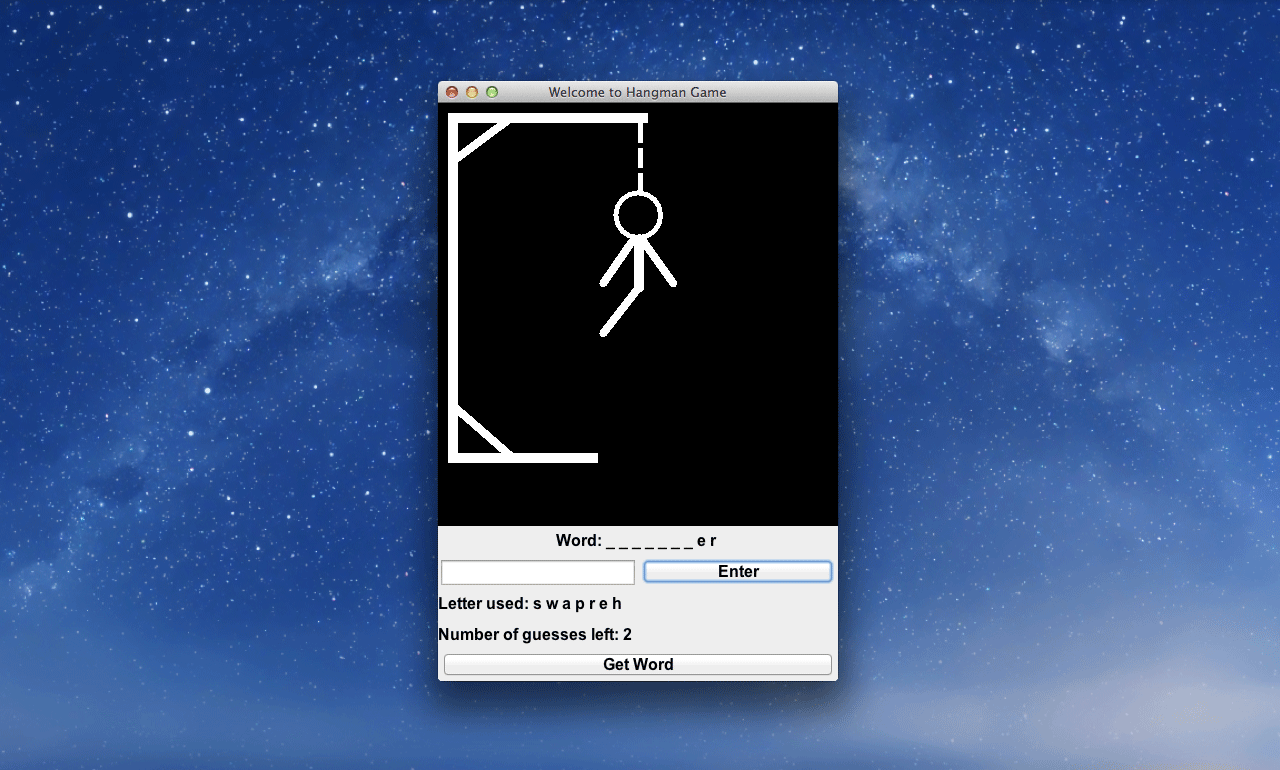 Welcome to Hangman Game
Word: _ _ _ _ _ _ _ e r
Enter
Letter used: s w a p r e h
Number of guesses left: 2
Get Word